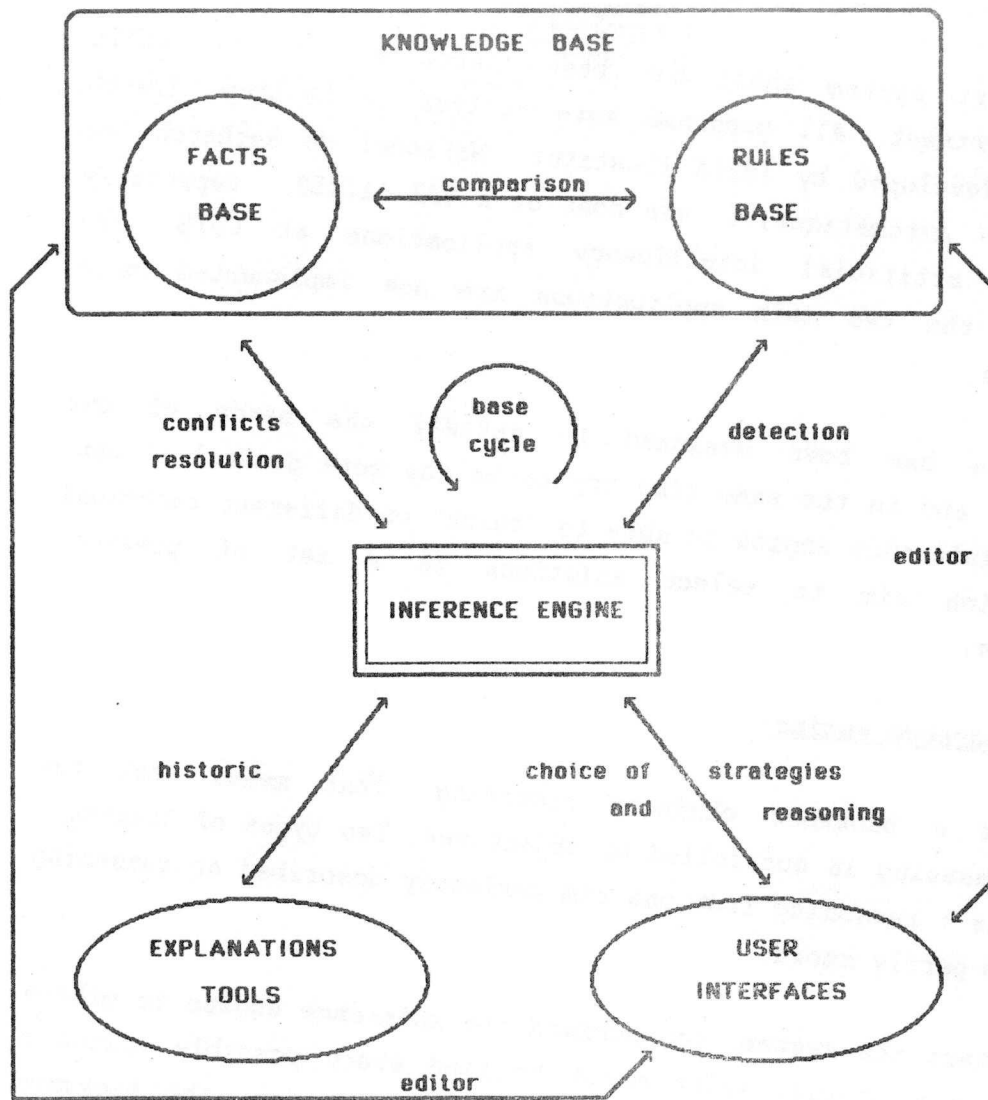 KNOWLEDGE BASE
FACTS
BASE
comparison
RULES
BASE
conflicts
resolution
base
cycle
detection
editor
INFERENCE ENGINE
historic
choice of strategies
and reasoning
EXPLANATIONS
TOOLS
USER
INTERFACES
editor